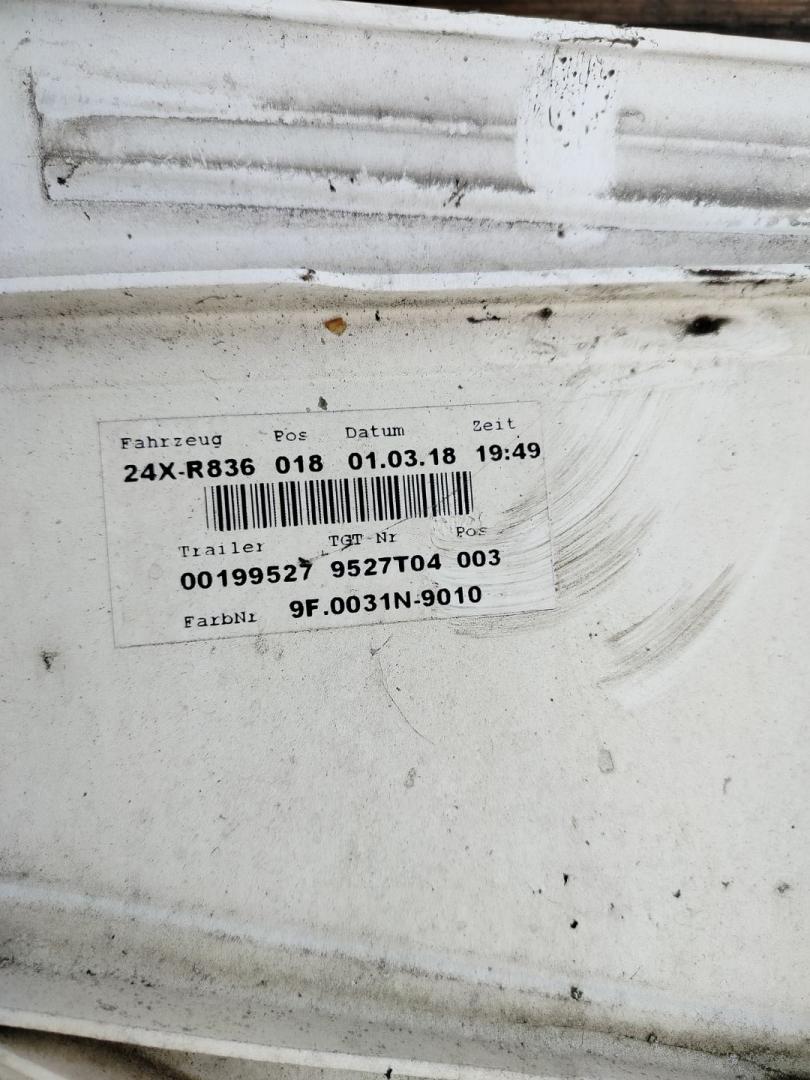 Fahrzeug Pos Datum Zeit
24X-R836 018 01.03.18 19:49
Trailer TGT-Nr Pos
00199527 9527T04 003
FarbNr 9F.0031N-9010